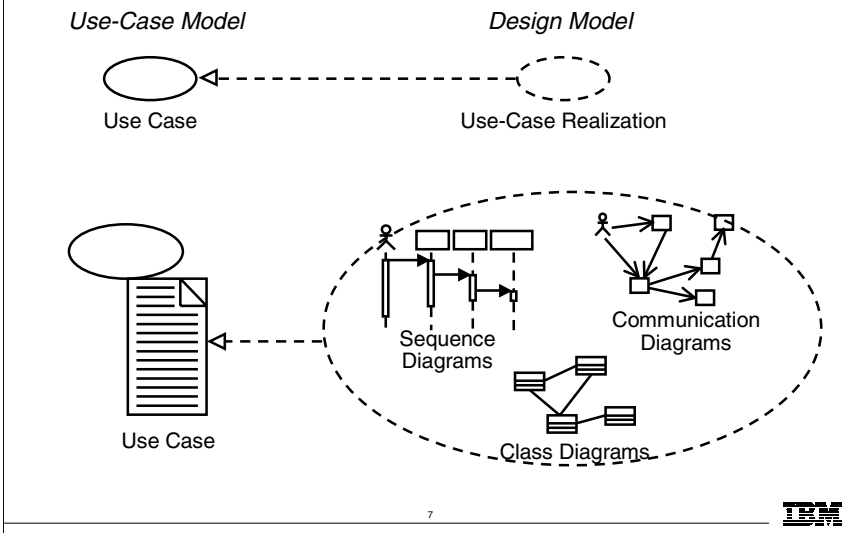 Use-Case Model
Design Model
Use Case
Use-Case Realization
Sequence
Diagrams
Communication
Diagrams
Class Diagrams
Use Case
7
IBM